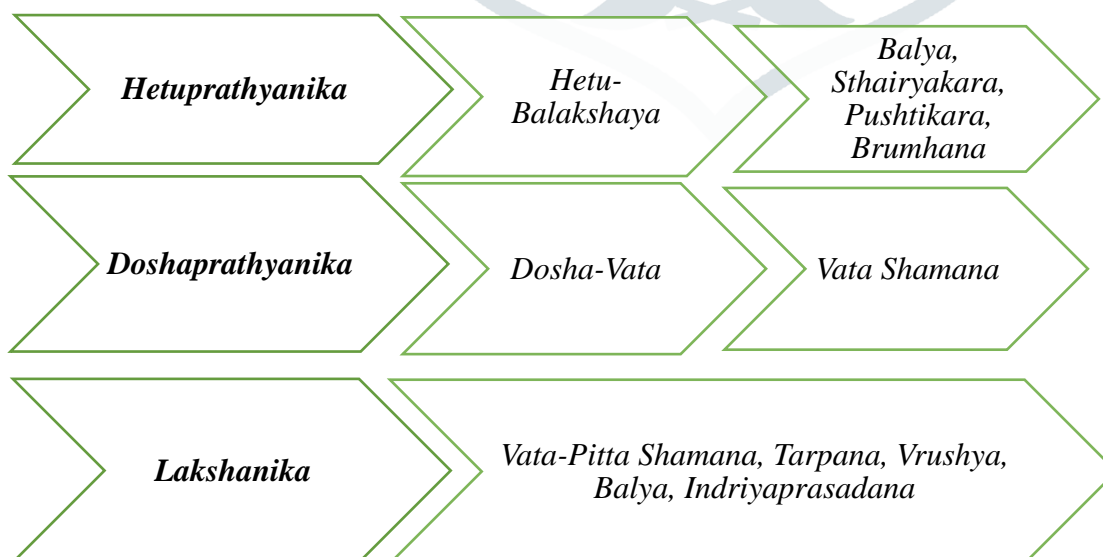 Hetuprathyanika
Hetu-
Balakshaya
Balya,
Sthairyakara,
Pushtikara,
Brumhana
Doshaprathyanika
Dosha-Vata
Vata Shamana
Lakshanika
Vata-Pitta Shamana, Tarpana, Vrushya,
Balya, Indriyaprasadana